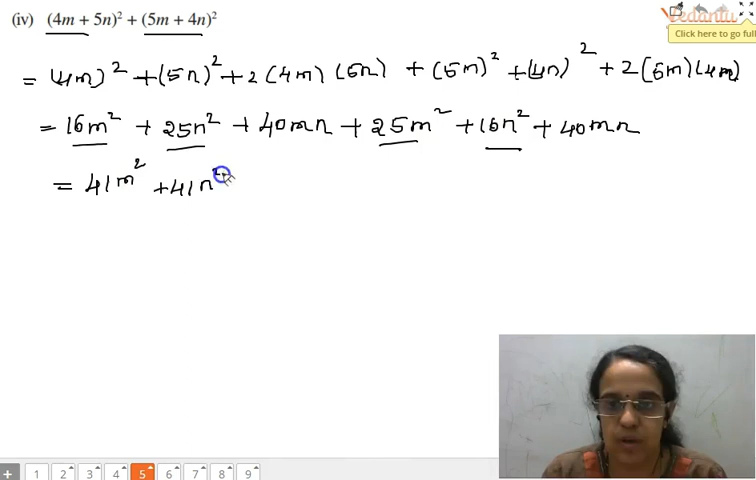 (iv) (4m + 5n)² + (5m + 4n)²
Click here to go full
= (4m)² + (5n)² + 2 (4m) (5n) + (5m)² + (4n)² + 2 (5m) (4m)
= 16m² + 25n² + 40mn + 25m² + 16n² + 40mn
= 41m² + 41n²
+ 1 2 3 4 5 6 7 8 9